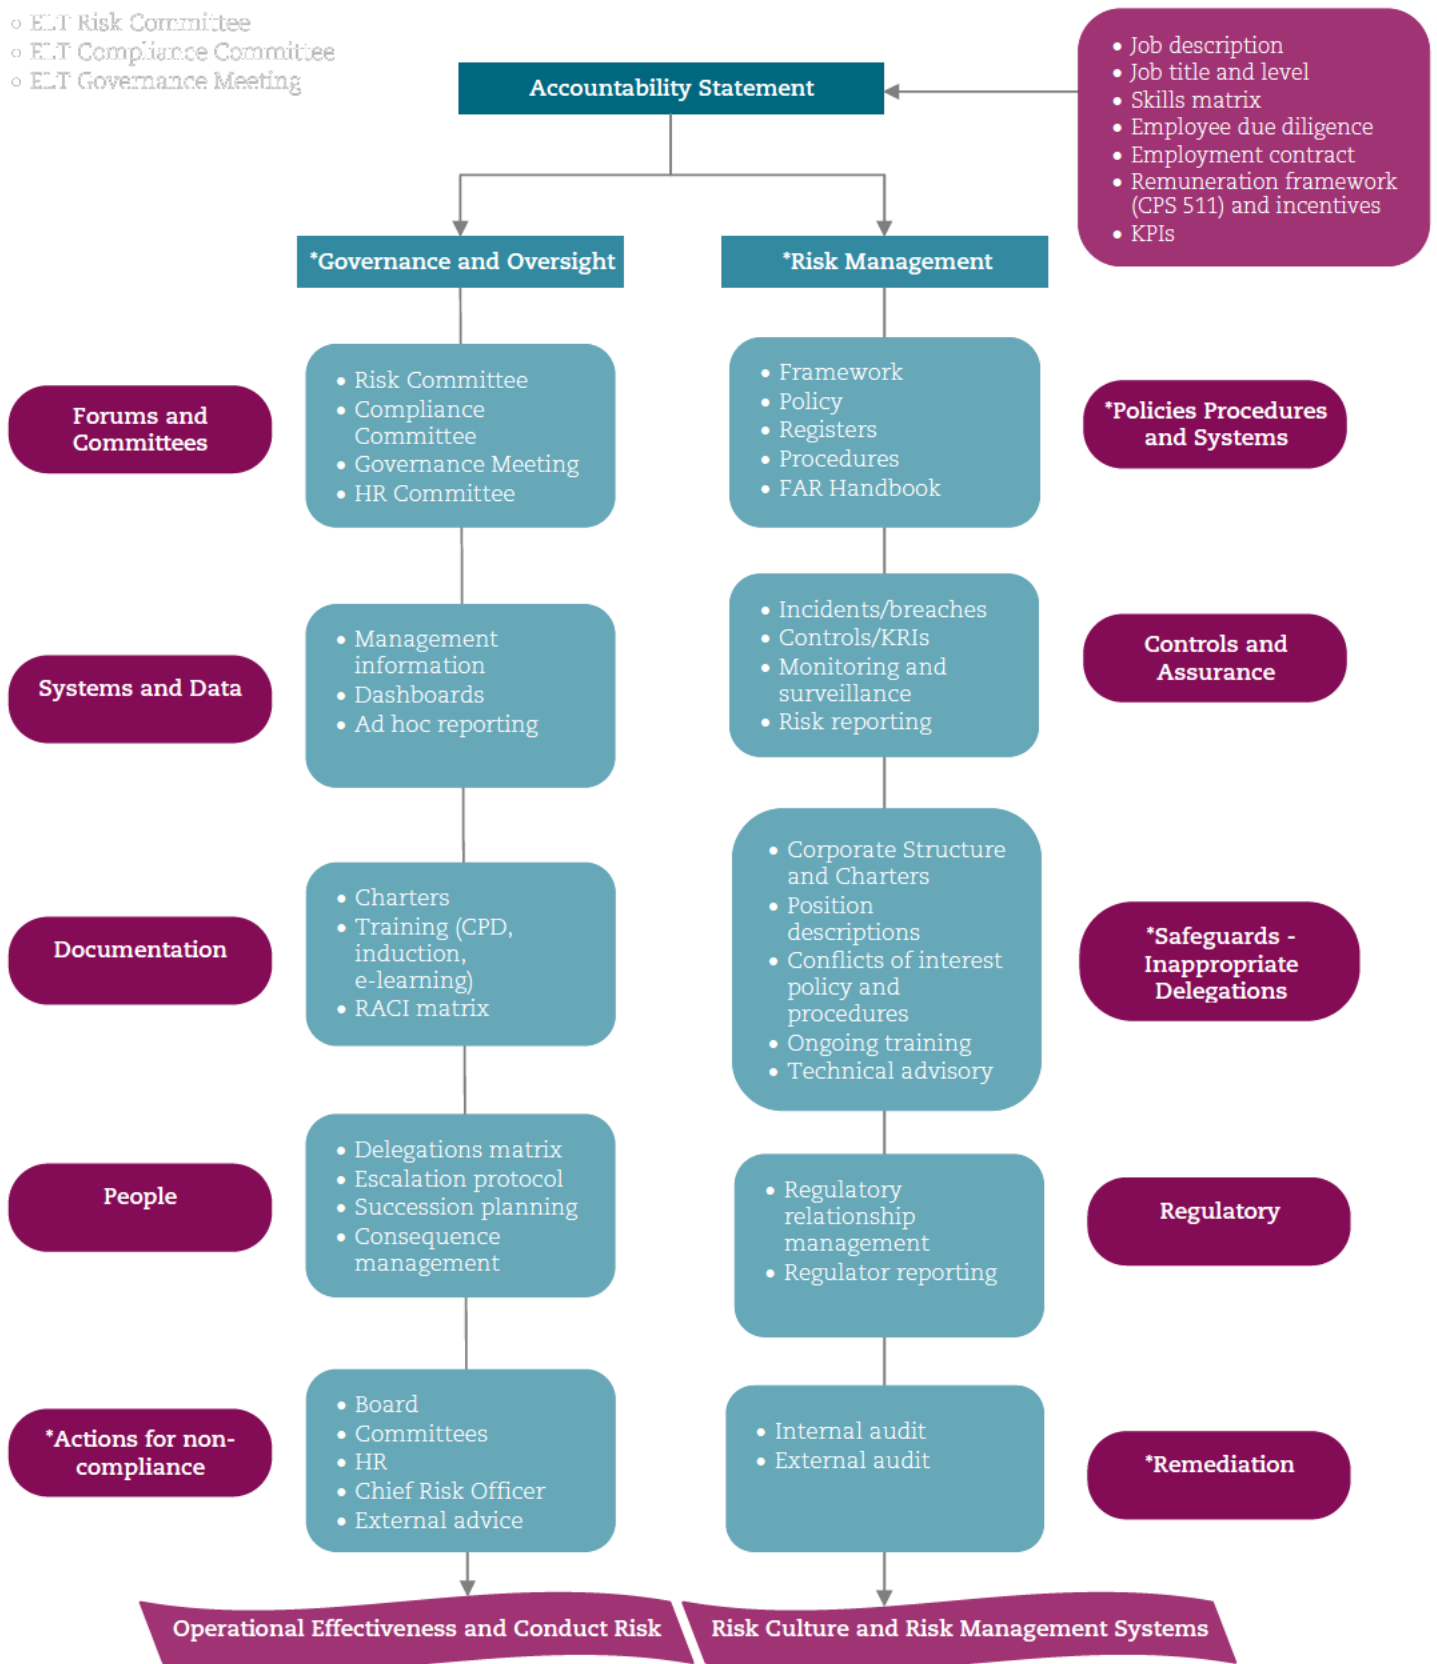 ○ ELT Risk Committee
○ ELT Compliance Committee
○ ELT Governance Meeting
Accountability Statement
• Job description
• Job title and level
• Skills matrix
• Employee due diligence
• Employment contract
• Remuneration framework
(CPS 511) and incentives
• KPIs
*Governance and Oversight
*Risk Management
Forums and
Committees
• Risk Committee
• Compliance
Committee
• Governance Meeting
• HR Committee
• Framework
• Policy
• Registers
• Procedures
• FAR Handbook
*Policies Procedures
and Systems
Systems and Data
• Management
information
• Dashboards
• Ad hoc reporting
• Incidents/breaches
• Controls/KRIs
• Monitoring and
surveillance
• Risk reporting
Controls and
Assurance
Documentation
• Charters
• Training (CPD,
induction,
e-learning)
• RACI matrix
• Corporate Structure
and Charters
• Position
descriptions
• Conflicts of interest
policy and
procedures
• Ongoing training
• Technical advisory
*Safeguards -
Inappropriate
Delegations
People
• Delegations matrix
• Escalation protocol
• Succession planning
• Consequence
management
• Regulatory
relationship
management
• Regulator reporting
Regulatory
*Actions for non-
compliance
• Board
• Committees
• HR
• Chief Risk Officer
• External advice
• Internal audit
• External audit
*Remediation
Operational Effectiveness and Conduct Risk
Risk Culture and Risk Management Systems